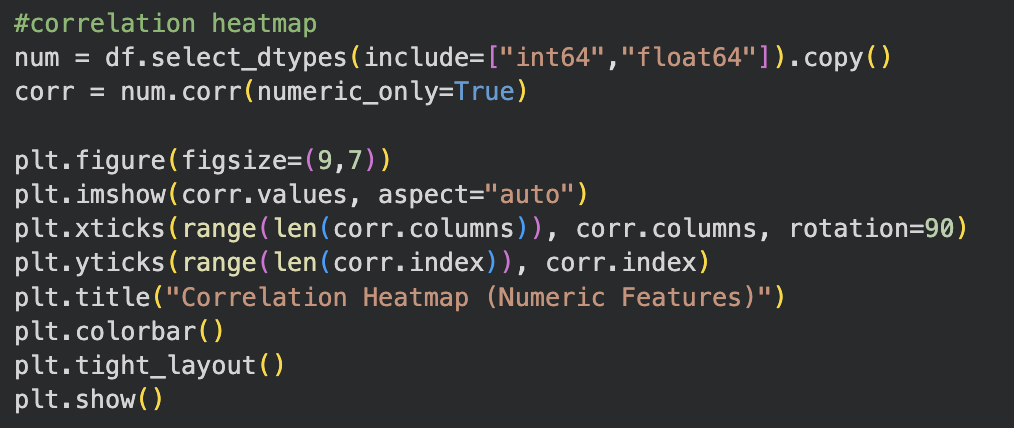 #correlation heatmap
num = df.select_dtypes(include=["int64","float64"]).copy()
corr = num.corr(numeric_only=True)

plt.figure(figsize=(9,7))
plt.imshow(corr.values, aspect="auto")
plt.xticks(range(len(corr.columns)), corr.columns, rotation=90)
plt.yticks(range(len(corr.index)), corr.index)
plt.title("Correlation Heatmap (Numeric Features)")
plt.colorbar()
plt.tight_layout()
plt.show()